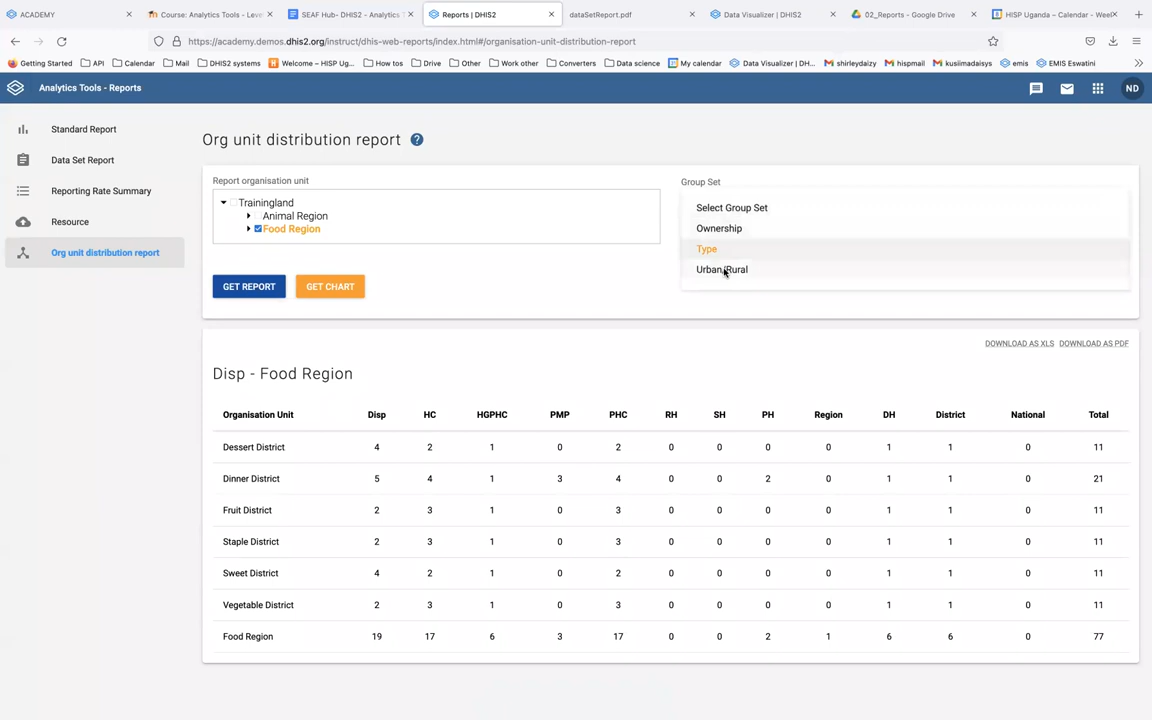 ACADEMY
Course: Analytics Tools - Level
SEAF Hub- DHIS2 - Analytics T
Reports | DHIS2
dataSetReport.pdf
Data Visualizer | DHIS2
02_Reports - Google Drive
HISP Uganda – Calendar - Week
https://academy.demos.dhis2.org/instruct/dhis-web-reports/index.html#/organisation-unit-distribution-report
Getting Started
API
Calendar
Mail
DHIS2 systems
Welcome – HISP Ug...
How tos
Drive
Other
Work other
Converters
Data science
My calendar
Data Visualizer | DH...
shirleydaizy
hispmail
kusiimadaisys
emis
EMIS Eswatini
Analytics Tools - Reports
ND
Standard Report
Data Set Report
Reporting Rate Summary
Resource
Org unit distribution report
Org unit distribution report
Report organisation unit
Trainingland
Animal Region
Food Region
Group Set
Select Group Set
Ownership
Type
Urban/Rural
GET REPORT
GET CHART
DOWNLOAD AS XLS DOWNLOAD AS PDF
Disp - Food Region
Organisation Unit Disp HC HGPHC PMP PHC RH SH PH Region DH District National Total
Dessert District 4 2 1 0 2 0 0 0 0 1 1 0 11
Dinner District 5 4 1 3 4 0 0 2 0 1 1 0 21
Fruit District 2 3 1 0 3 0 0 0 0 1 1 0 11
Staple District 2 3 1 0 3 0 0 0 0 1 1 0 11
Sweet District 4 2 1 0 2 0 0 0 0 1 1 0 11
Vegetable District 2 3 1 0 3 0 0 0 0 1 1 0 11
Food Region 19 17 6 3 17 0 0 2 1 6 6 0 77